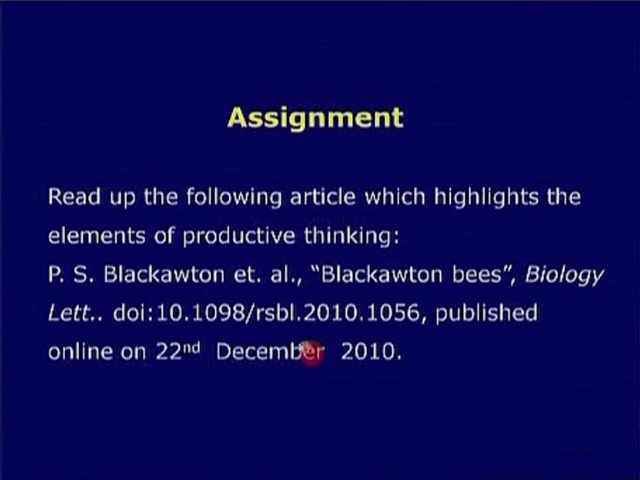 Assignment
Read up the following article which highlights the
elements of productive thinking:
P. S. Blackawton et. al., “Blackawton bees”, Biology
Lett.. doi:10.1098/rsbl.2010.1056, published
online on 22nd December 2010.